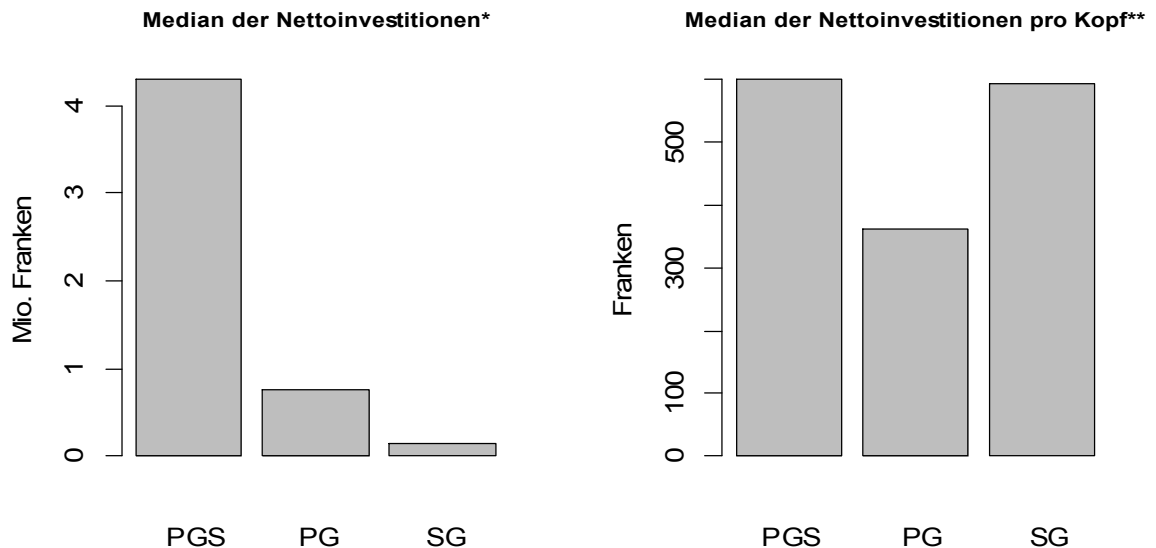 Median der Nettoinvestitionen*
Mio. Franken
4
3
2
1
0
PGS PG SG
Median der Nettoinvestitionen pro Kopf**
Franken
500
300
100
0
PGS PG SG